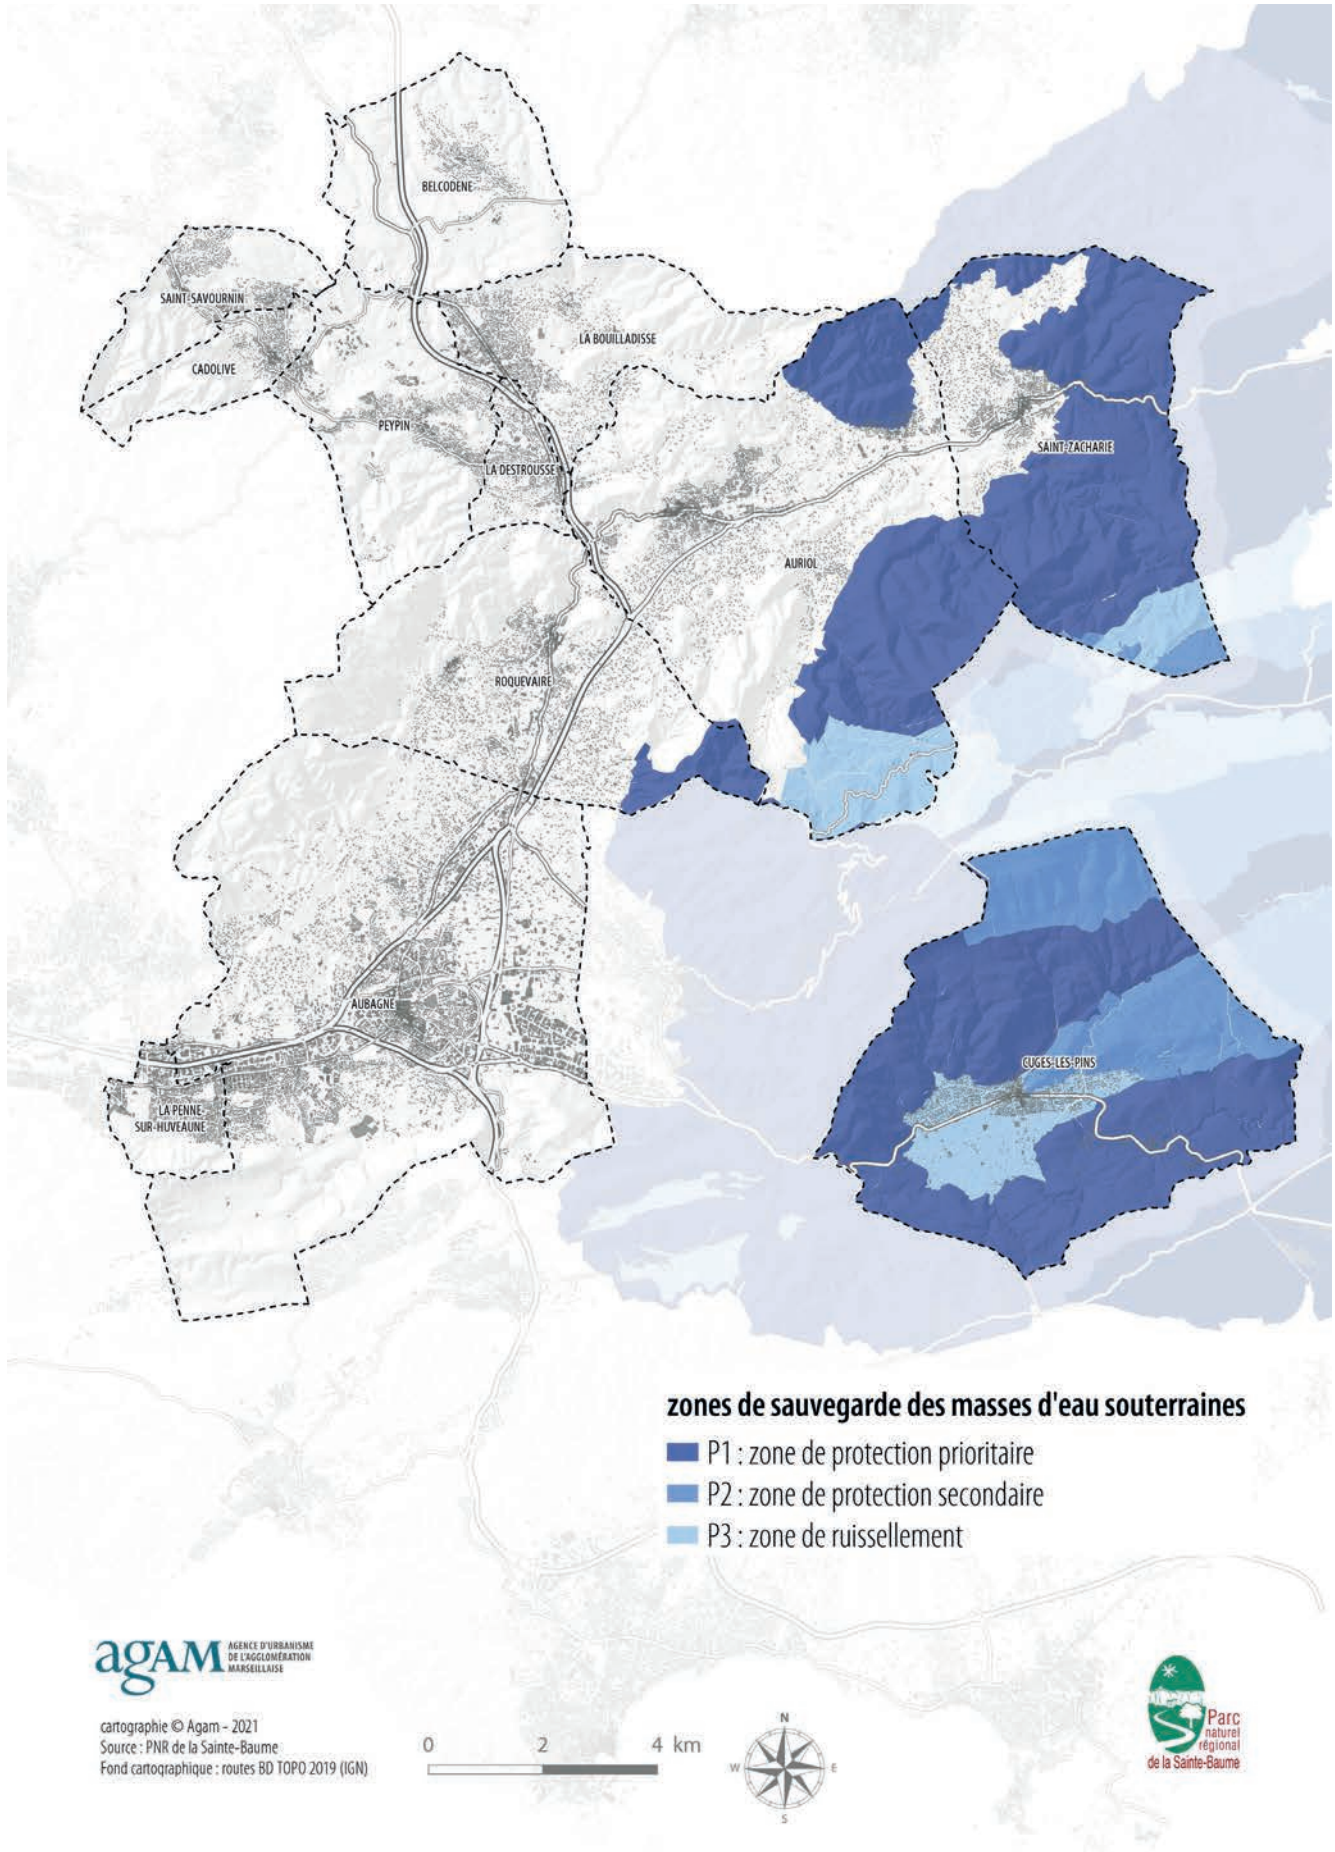 BELCODENE
SAINT-SAVOURNIN
LA BOUILLADISSE
CADOLIVE
PEYPIN
SAINT-ZACHARIE
LA DESTROUSSE
AURIOL
ROQUEVAIRE
AUBAGNE
CUGES-LES-PINS
LA PENNE-
SUR-HUVEAUNE
zones de sauvegarde des masses d'eau souterraines
P1 : zone de protection prioritaire
P2 : zone de protection secondaire
P3 : zone de ruissellement
agAM
AGENCE D'URBANISME
DE L'AGGLOMÉRATION
MARSEILLAISE
cartographie © Agam - 2021
Source : PNR de la Sainte-Baume
Fond cartographique : routes BD TOPO 2019 (IGN)
0 2 4 km
N
W E
S
Parc
naturel
régional
de la Sainte-Baume